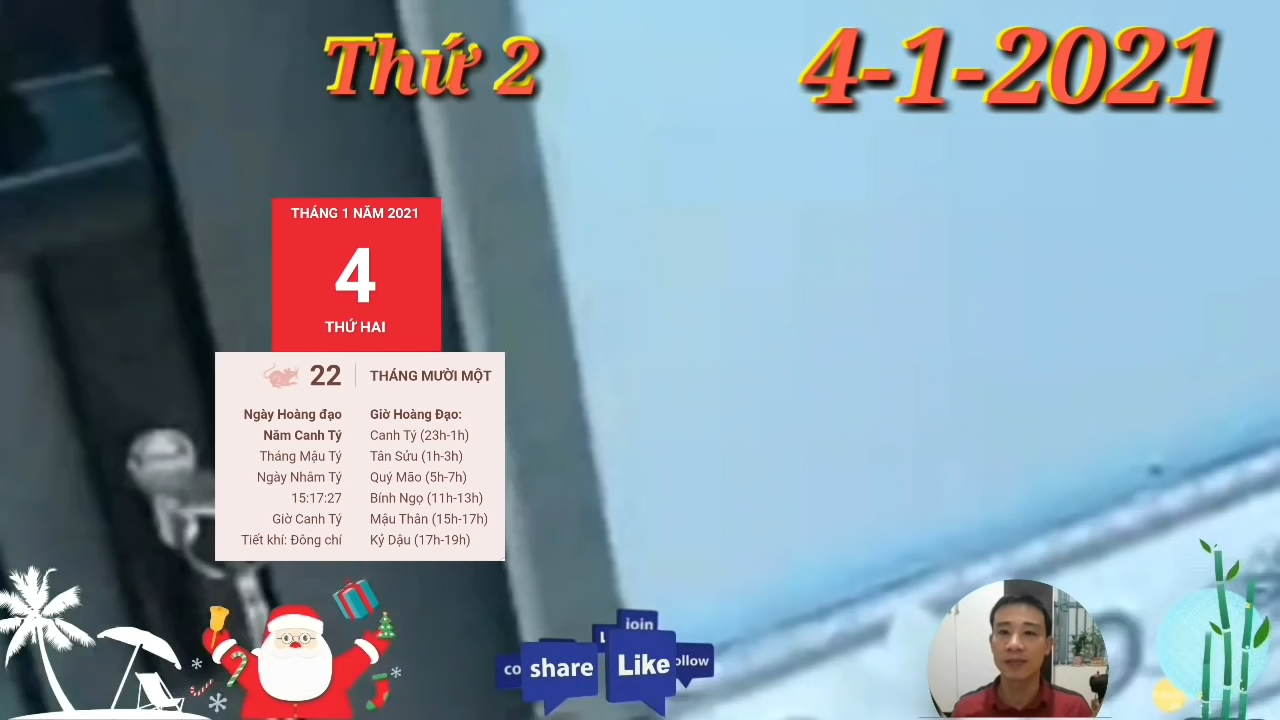 Thứ 2
4-1-2021
THÁNG 1 NĂM 2021
4
THỨ HAI
22
THÁNG MƯỜI MỘT
Ngày Hoàng đạo
Năm Canh Tý
Tháng Mậu Tý
Ngày Nhâm Tý
15:17:27
Giờ Canh Tý
Tiết khí: Đông chí
Giờ Hoàng Đạo:
Canh Tý (23h-1h)
Tân Sửu (1h-3h)
Quý Mão (5h-7h)
Bính Ngọ (11h-13h)
Mậu Thân (15h-17h)
Kỷ Dậu (17h-19h)
join
share
Like